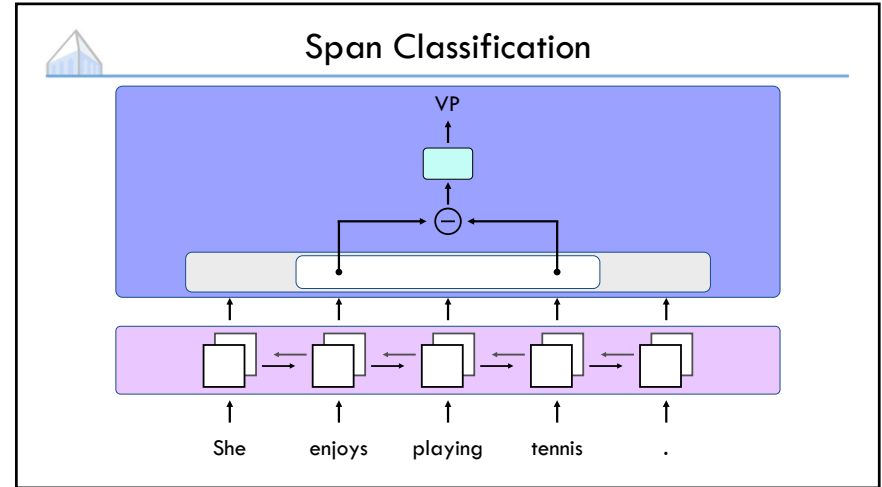 Span Classification
VP
She enjoys playing tennis .